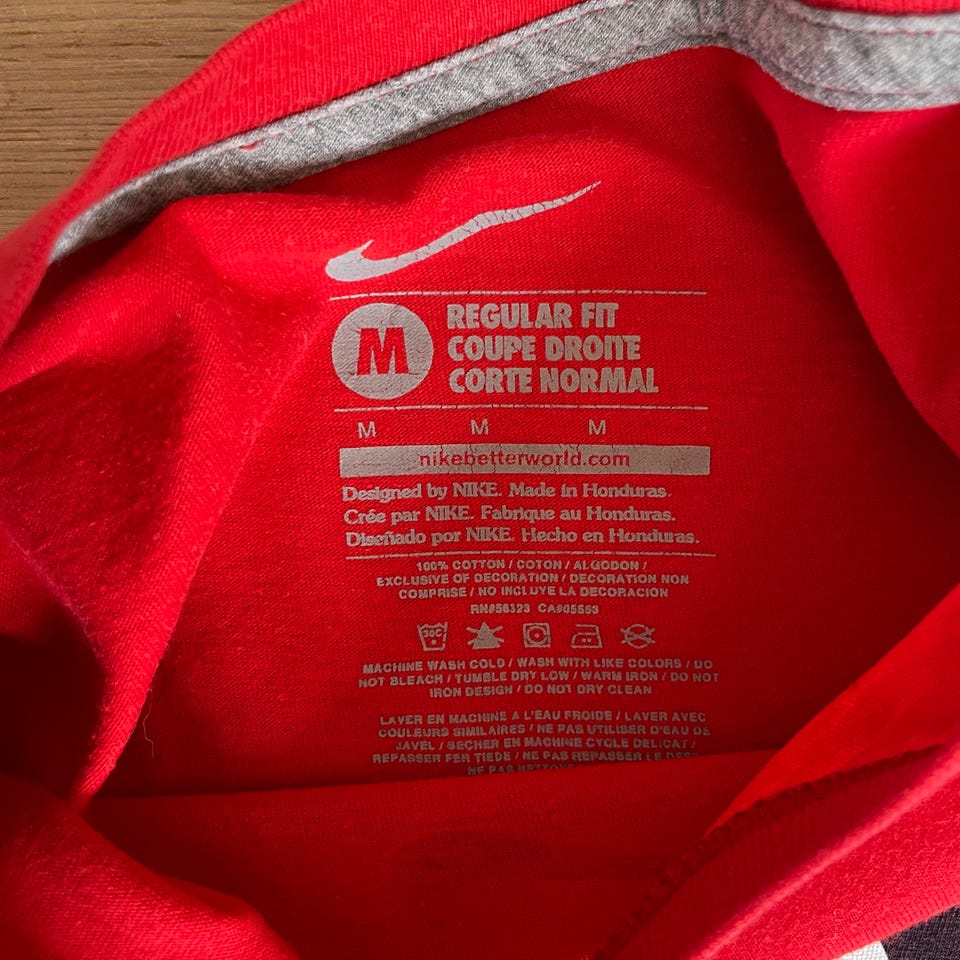 M
REGULAR FIT
COUPE DROITE
CORTE NORMAL
M M M
nikebetterworld.com
Designed by NIKE. Made in Honduras.
Crée par NIKE. Fabrique au Honduras.
Diseñado por NIKE. Hecho en Honduras.
100% COTTON / COTON / ALGODON /
EXCLUSIVE OF DECORATION / DECORATION NON
COMPRISE / NO INCLUYE LA DECORACION
RN#56323 CA#05553
30C
MACHINE WASH COLD / WASH WITH LIKE COLORS / DO
NOT BLEACH / TUMBLE DRY LOW / WARM IRON / DO NOT
IRON DESIGN / DO NOT DRY CLEAN
LAVER EN MACHINE A L'EAU FROIDE / LAVER AVEC
COULEURS SIMILAIRES / NE PAS UTILISER D'EAU DE
JAVEL / SECHER EN MACHINE CYCLE DELICAT /
REPASSER FER TIEDE / NE PAS REPASSER LE
NE PAS